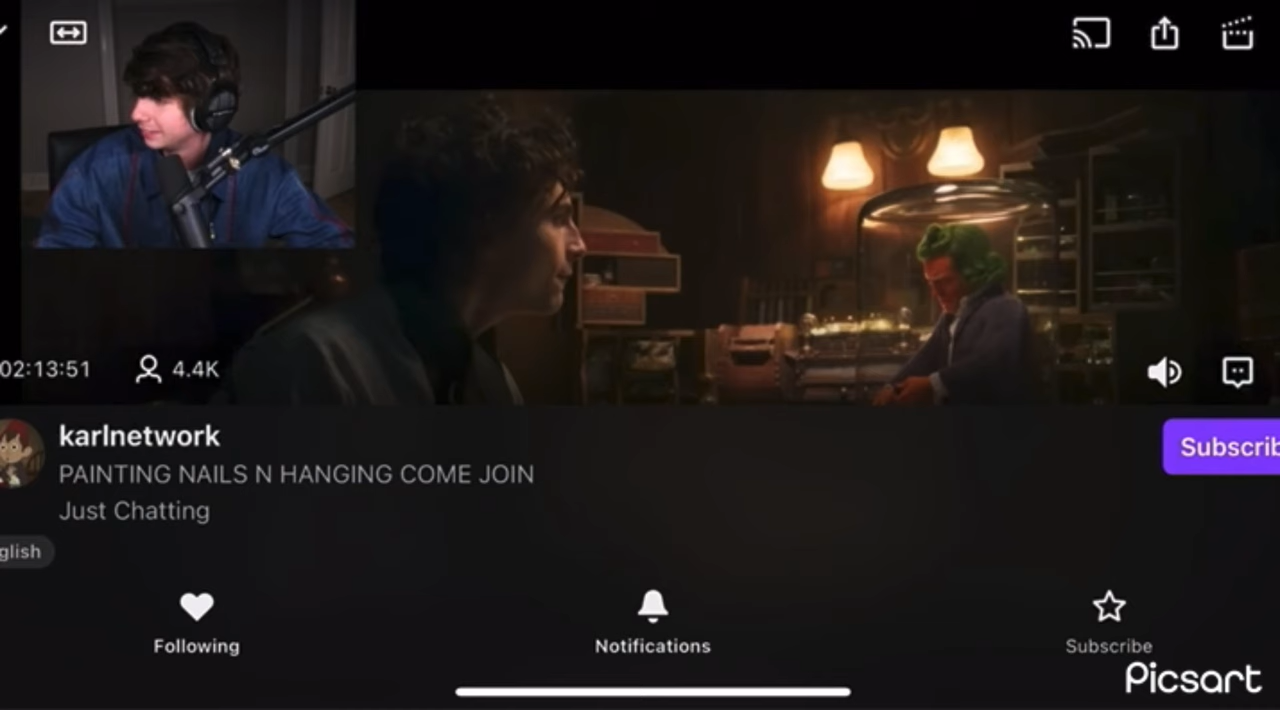 02:13:51 4.4K
karlnetwork
PAINTING NAILS N HANGING COME JOIN
Subscrib
Just Chatting
glish
Following Notifications Subscribe
Picsart